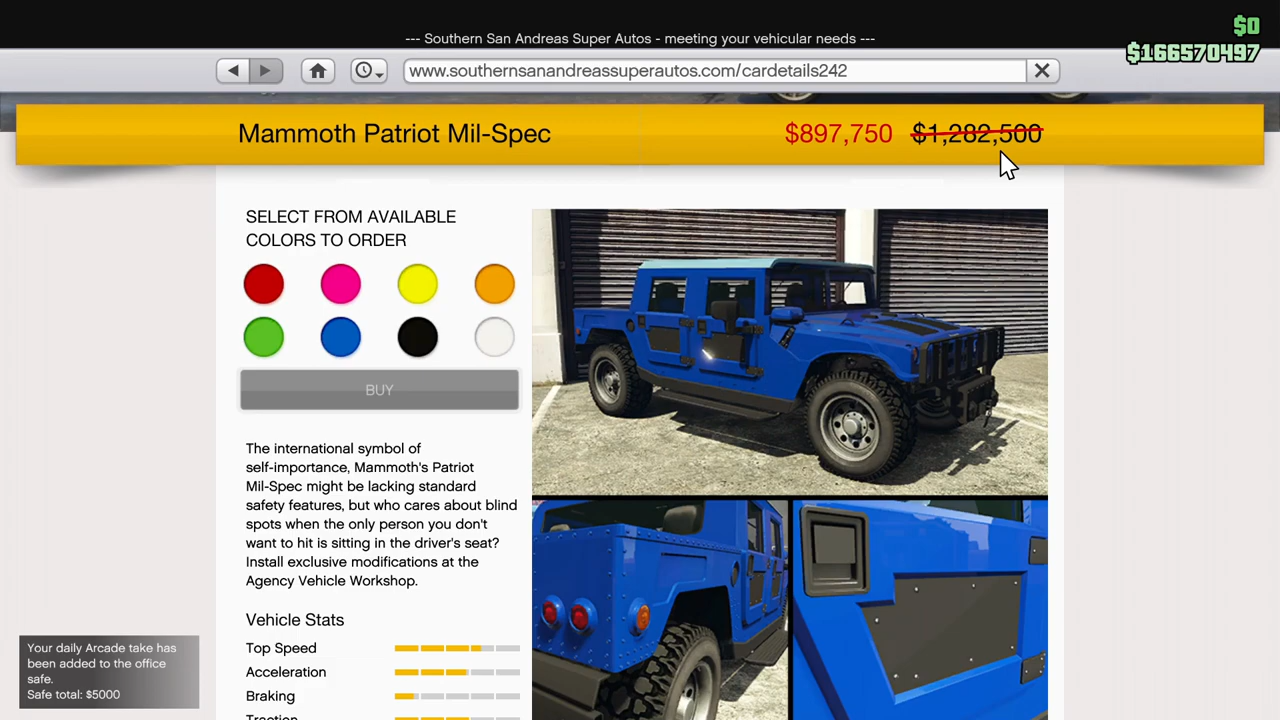 --- Southern San Andreas Super Autos - meeting your vehicular needs ---
$0
$166570497
www.southernsanandreassuperautos.com/cardetails242
Mammoth Patriot Mil-Spec
$897,750 $1,282,500
SELECT FROM AVAILABLE
COLORS TO ORDER
BUY
The international symbol of
self-importance, Mammoth's Patriot
Mil-Spec might be lacking standard
safety features, but who cares about blind
spots when the only person you don't
want to hit is sitting in the driver's seat?
Install exclusive modifications at the
Agency Vehicle Workshop.
Vehicle Stats
Top Speed
Acceleration
Braking
Traction
Your daily Arcade take has
been added to the office
safe.
Safe total: $5000